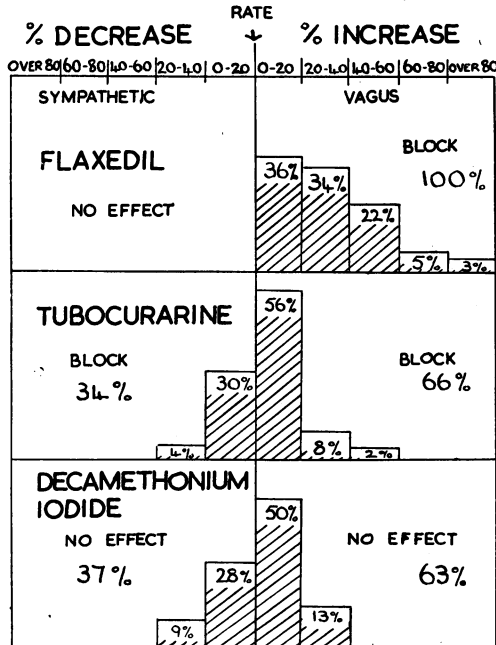 RATE
% DECREASE % INCREASE
OVER 80 60-80 40-60 20-40 0-20 0-20 20-40 40-60 60-80 OVER 80
SYMPATHETIC VAGUS
FLAXEDIL
NO EFFECT
BLOCK
100%
36%
34%
22%
5%
3%
TUBOCURARINE
BLOCK
34%
BLOCK
66%
4%
30%
56%
8%
2%
DECAMETHONIUM
IODIDE
NO EFFECT
37%
NO EFFECT
63%
9%
28%
50%
13%